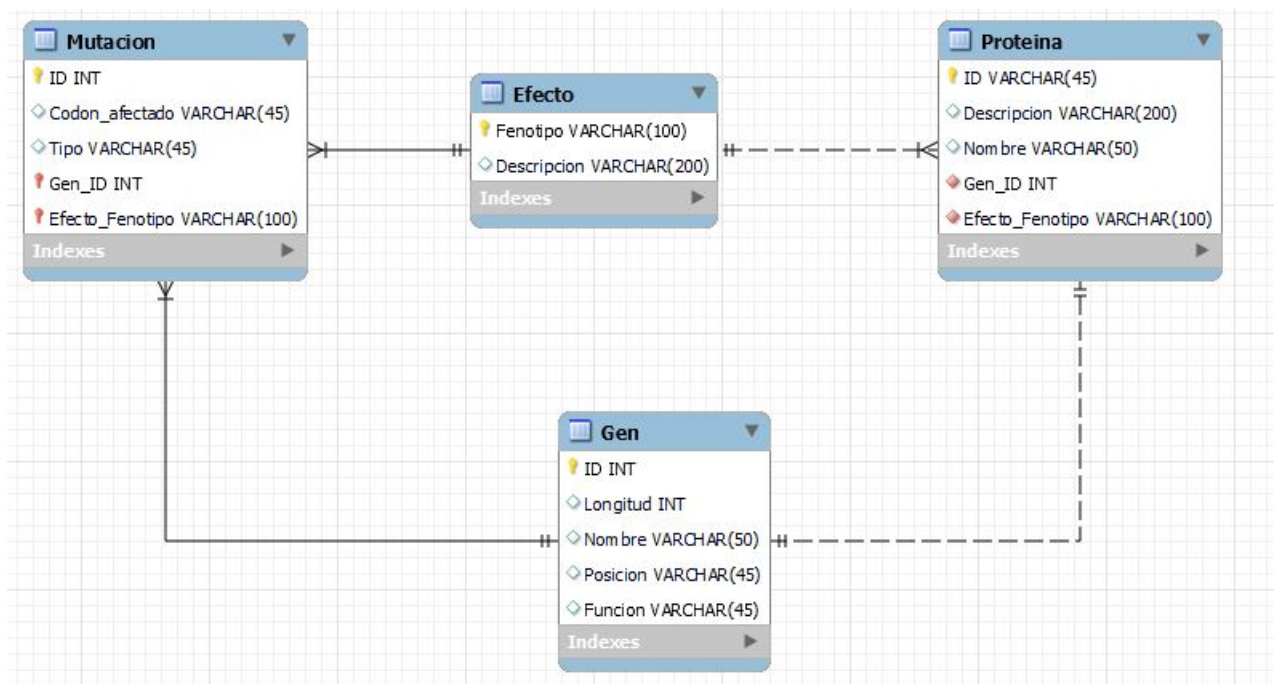 Mutacion
ID INT
Codon_afectado VARCHAR(45)
Tipo VARCHAR(45)
Gen_ID INT
Efecto_Fenotipo VARCHAR(100)
Indexes
Efecto
Fenotipo VARCHAR(100)
Descripcion VARCHAR(200)
Indexes
Proteina
ID VARCHAR(45)
Descripcion VARCHAR(200)
Nombre VARCHAR(50)
Gen_ID INT
Efecto_Fenotipo VARCHAR(100)
Indexes
Gen
ID INT
Longitud INT
Nombre VARCHAR(50)
Posicion VARCHAR(45)
Funcion VARCHAR(45)
Indexes